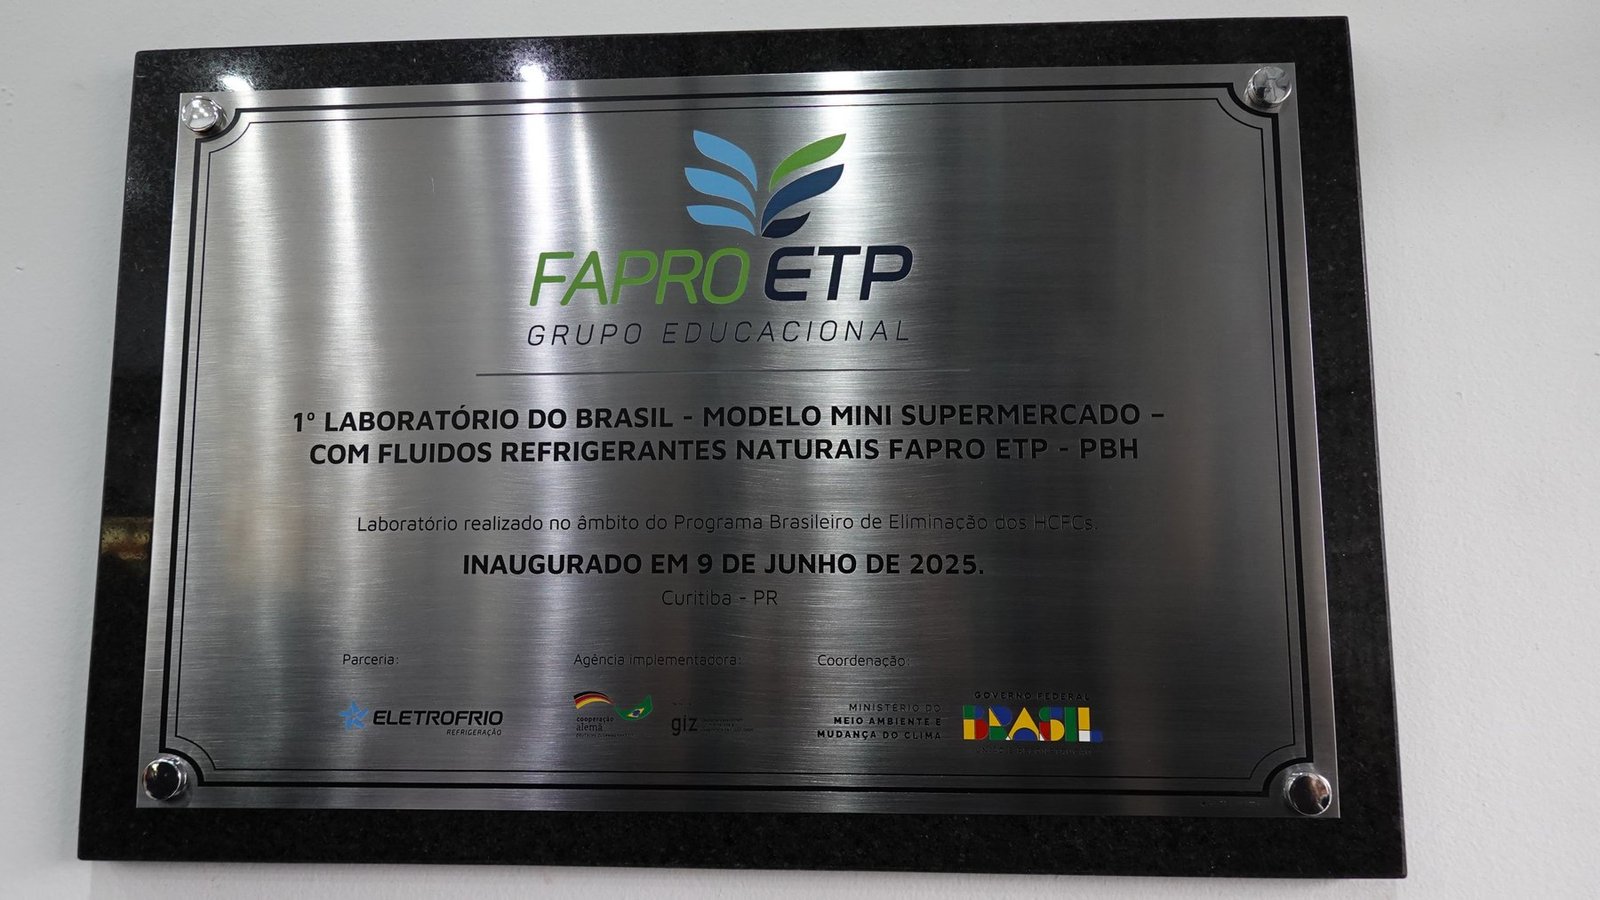 FAPRO ETP
GRUPO EDUCACIONAL
1º LABORATÓRIO DO BRASIL - MODELO MINI SUPERMERCADO –
COM FLUIDOS REFRIGERANTES NATURAIS FAPRO ETP - PBH
Laboratório realizado no âmbito do Programa Brasileiro de Eliminação dos HCFCs.
INAUGURADO EM 9 DE JUNHO DE 2025.
Curitiba - PR
Parceria:
ELETROFRIO
REFRIGERAÇÃO
Agência implementadora:
cooperação
alemã
giz
Coordenação:
MINISTÉRIO DO
MEIO AMBIENTE E
MUDANÇA DO CLIMA
GOVERNO FEDERAL
BRASIL